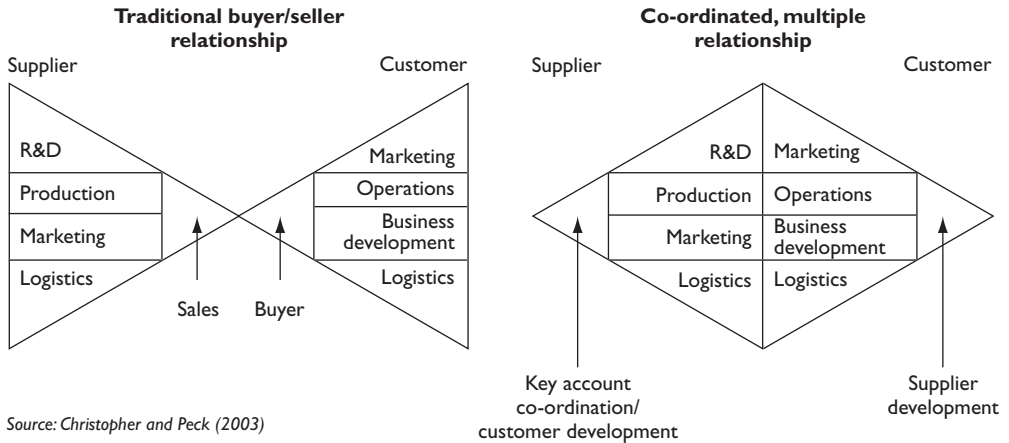 Traditional buyer/seller
relationship
Supplier
Customer
R&D
Production
Marketing
Logistics
Marketing
Operations
Business
development
Logistics
Sales
Buyer
Co-ordinated, multiple
relationship
Supplier
Customer
R&D
Marketing
Production
Operations
Marketing
Business
development
Logistics
Logistics
Key account
co-ordination/
customer development
Supplier
development
Source: Christopher and Peck (2003)